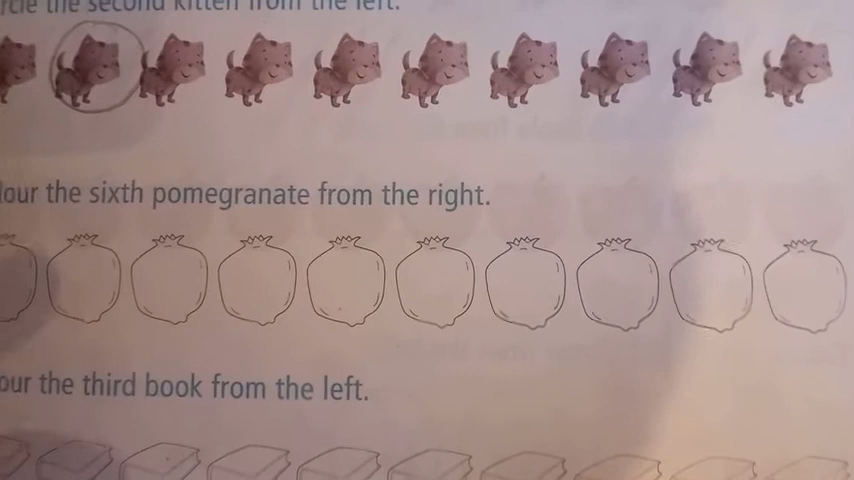 rcle the second kitten from the left.
lour the sixth pomegranate from the right.
our the third book from the left.